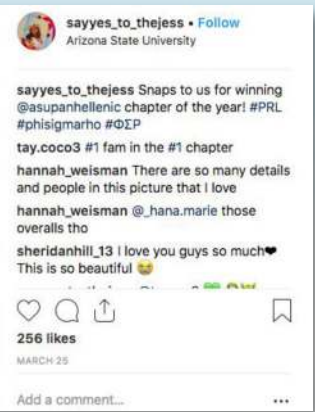 sayyes_to_thejess • Follow
Arizona State University
sayyes_to_thejess Snaps to us for winning
@asupanhellenic chapter of the year! #PRL
#phisigmarho #ΦΣΡ
tay.coco3 #1 fam in the #1 chapter
hannah_weisman There are so many details
and people in this picture that I love
hannah_weisman @_hana.marie those
overalls tho
sheridanhill_13 I love you guys so much❤
This is so beautiful 😭
256 likes
MARCH 25
Add a comment...